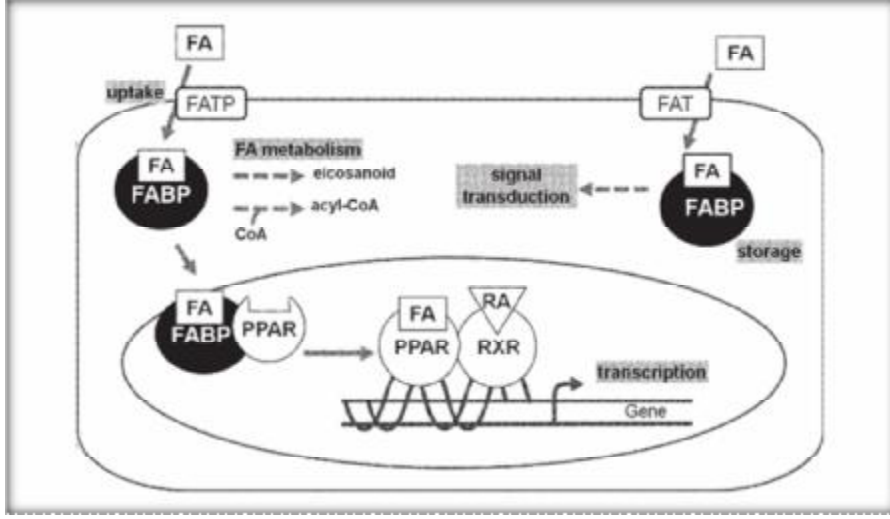 FA
FA
uptake
FATP
FAT
FA
FABP
FA metabolism
eicosanoid
acyl-CoA
CoA
signal
transduction
FA
FABP
storage
FA
FABP
PPAR
FA
PPAR
RA
RXR
transcription
Gene